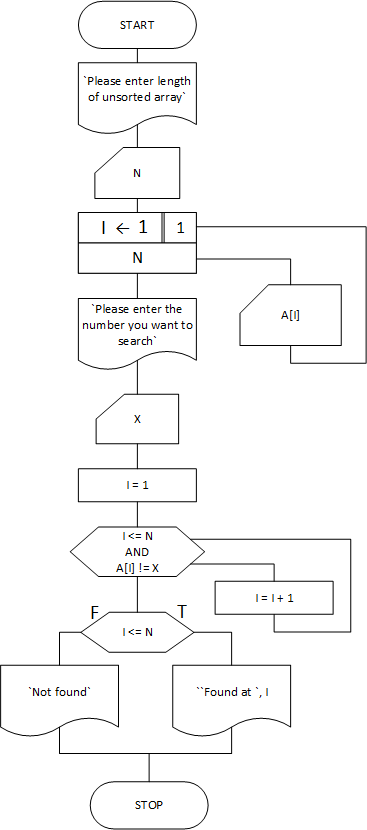 START
`Please enter length
of unsorted array`
N
I ← 1 1
N
A[I]
`Please enter the
number you want to
search`
X
I = 1
I <= N
AND
A[I] != X
I = I + 1
F T
I <= N
`Not found`
``Found at `, I
STOP